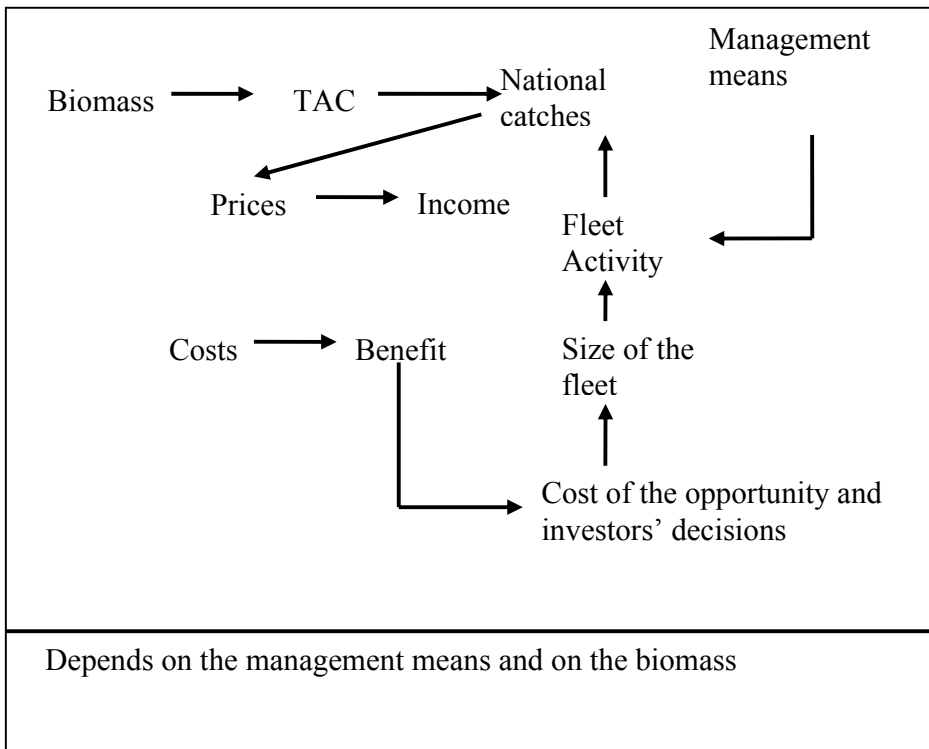 Management
means
National
catches
Biomass
TAC
Prices
Income
Fleet
Activity
Costs
Benefit
Size of the
fleet
Cost of the opportunity and
investors’ decisions
Depends on the management means and on the biomass